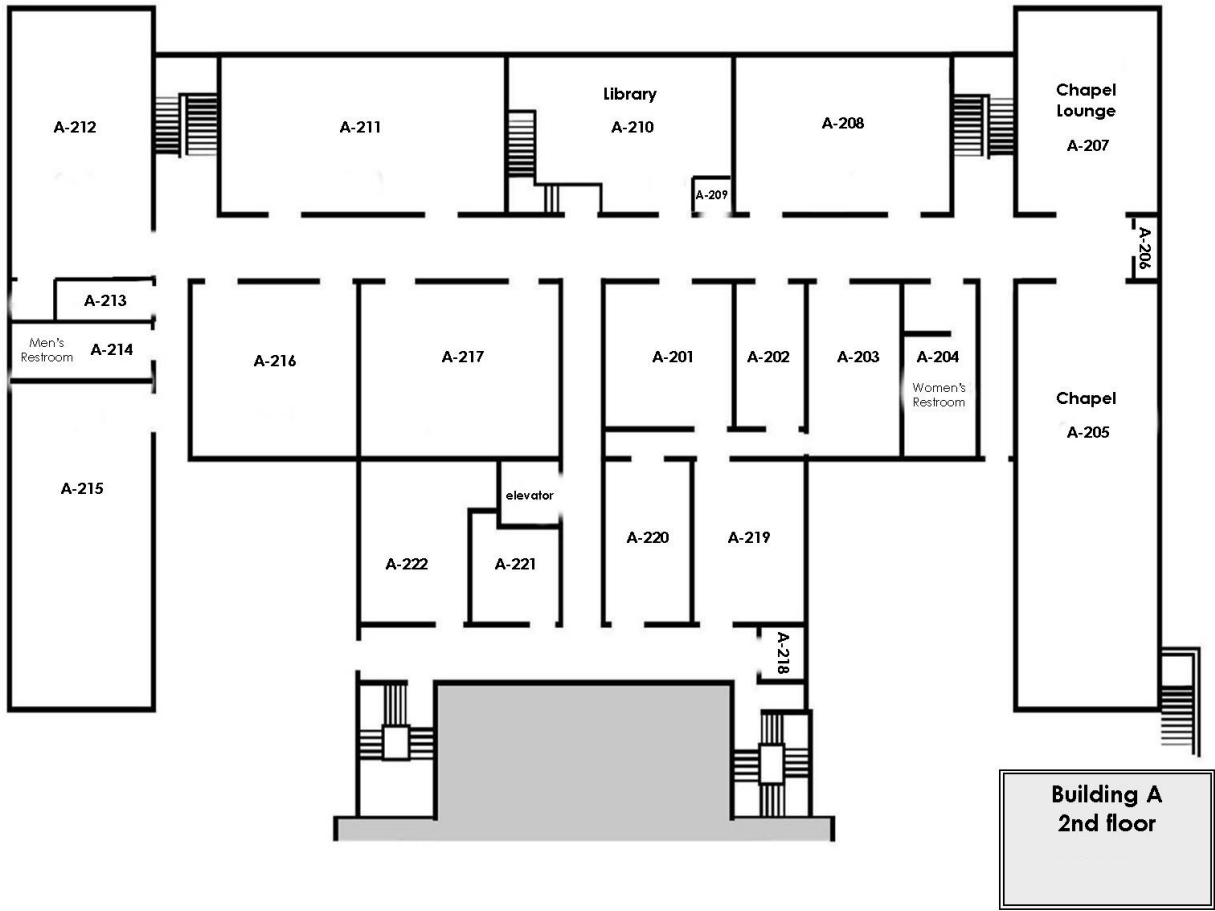 A-212
A-211
Library
A-210
A-209
A-208
Chapel
Lounge
A-207
A-206
A-213
Men's
Restroom
A-214
A-216
A-217
A-201
A-202
A-203
A-204
Women's
Restroom
Chapel
A-205
A-215
elevator
A-222
A-221
A-220
A-219
A-218
Building A
2nd floor